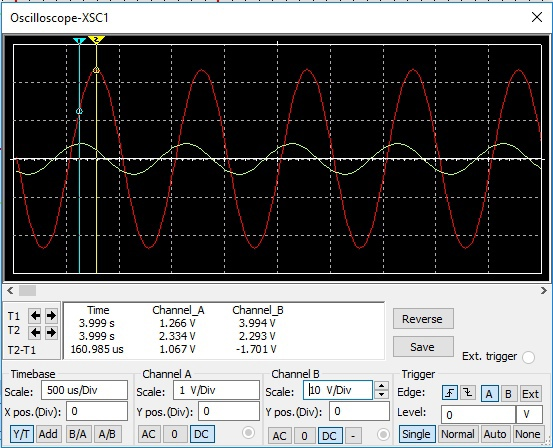 Oscilloscope-XSC1
1 2
Time Channel_A Channel_B
T1 3.999 s 1.266 V 3.994 V
T2 3.999 s 2.334 V 2.293 V
T2-T1 160.985 us 1.067 V -1.701 V
Reverse
Save
Ext. trigger
Timebase Channel A Channel B Trigger
Scale: 500 us/Div Scale: 1 V/Div Scale: 10 V/Div Edge: A B Ext
X pos.(Div): 0 Y pos.(Div): 0 Y pos.(Div): 0 Level: 0 V
Y/T Add B/A A/B AC 0 DC AC 0 DC - Single Normal Auto None